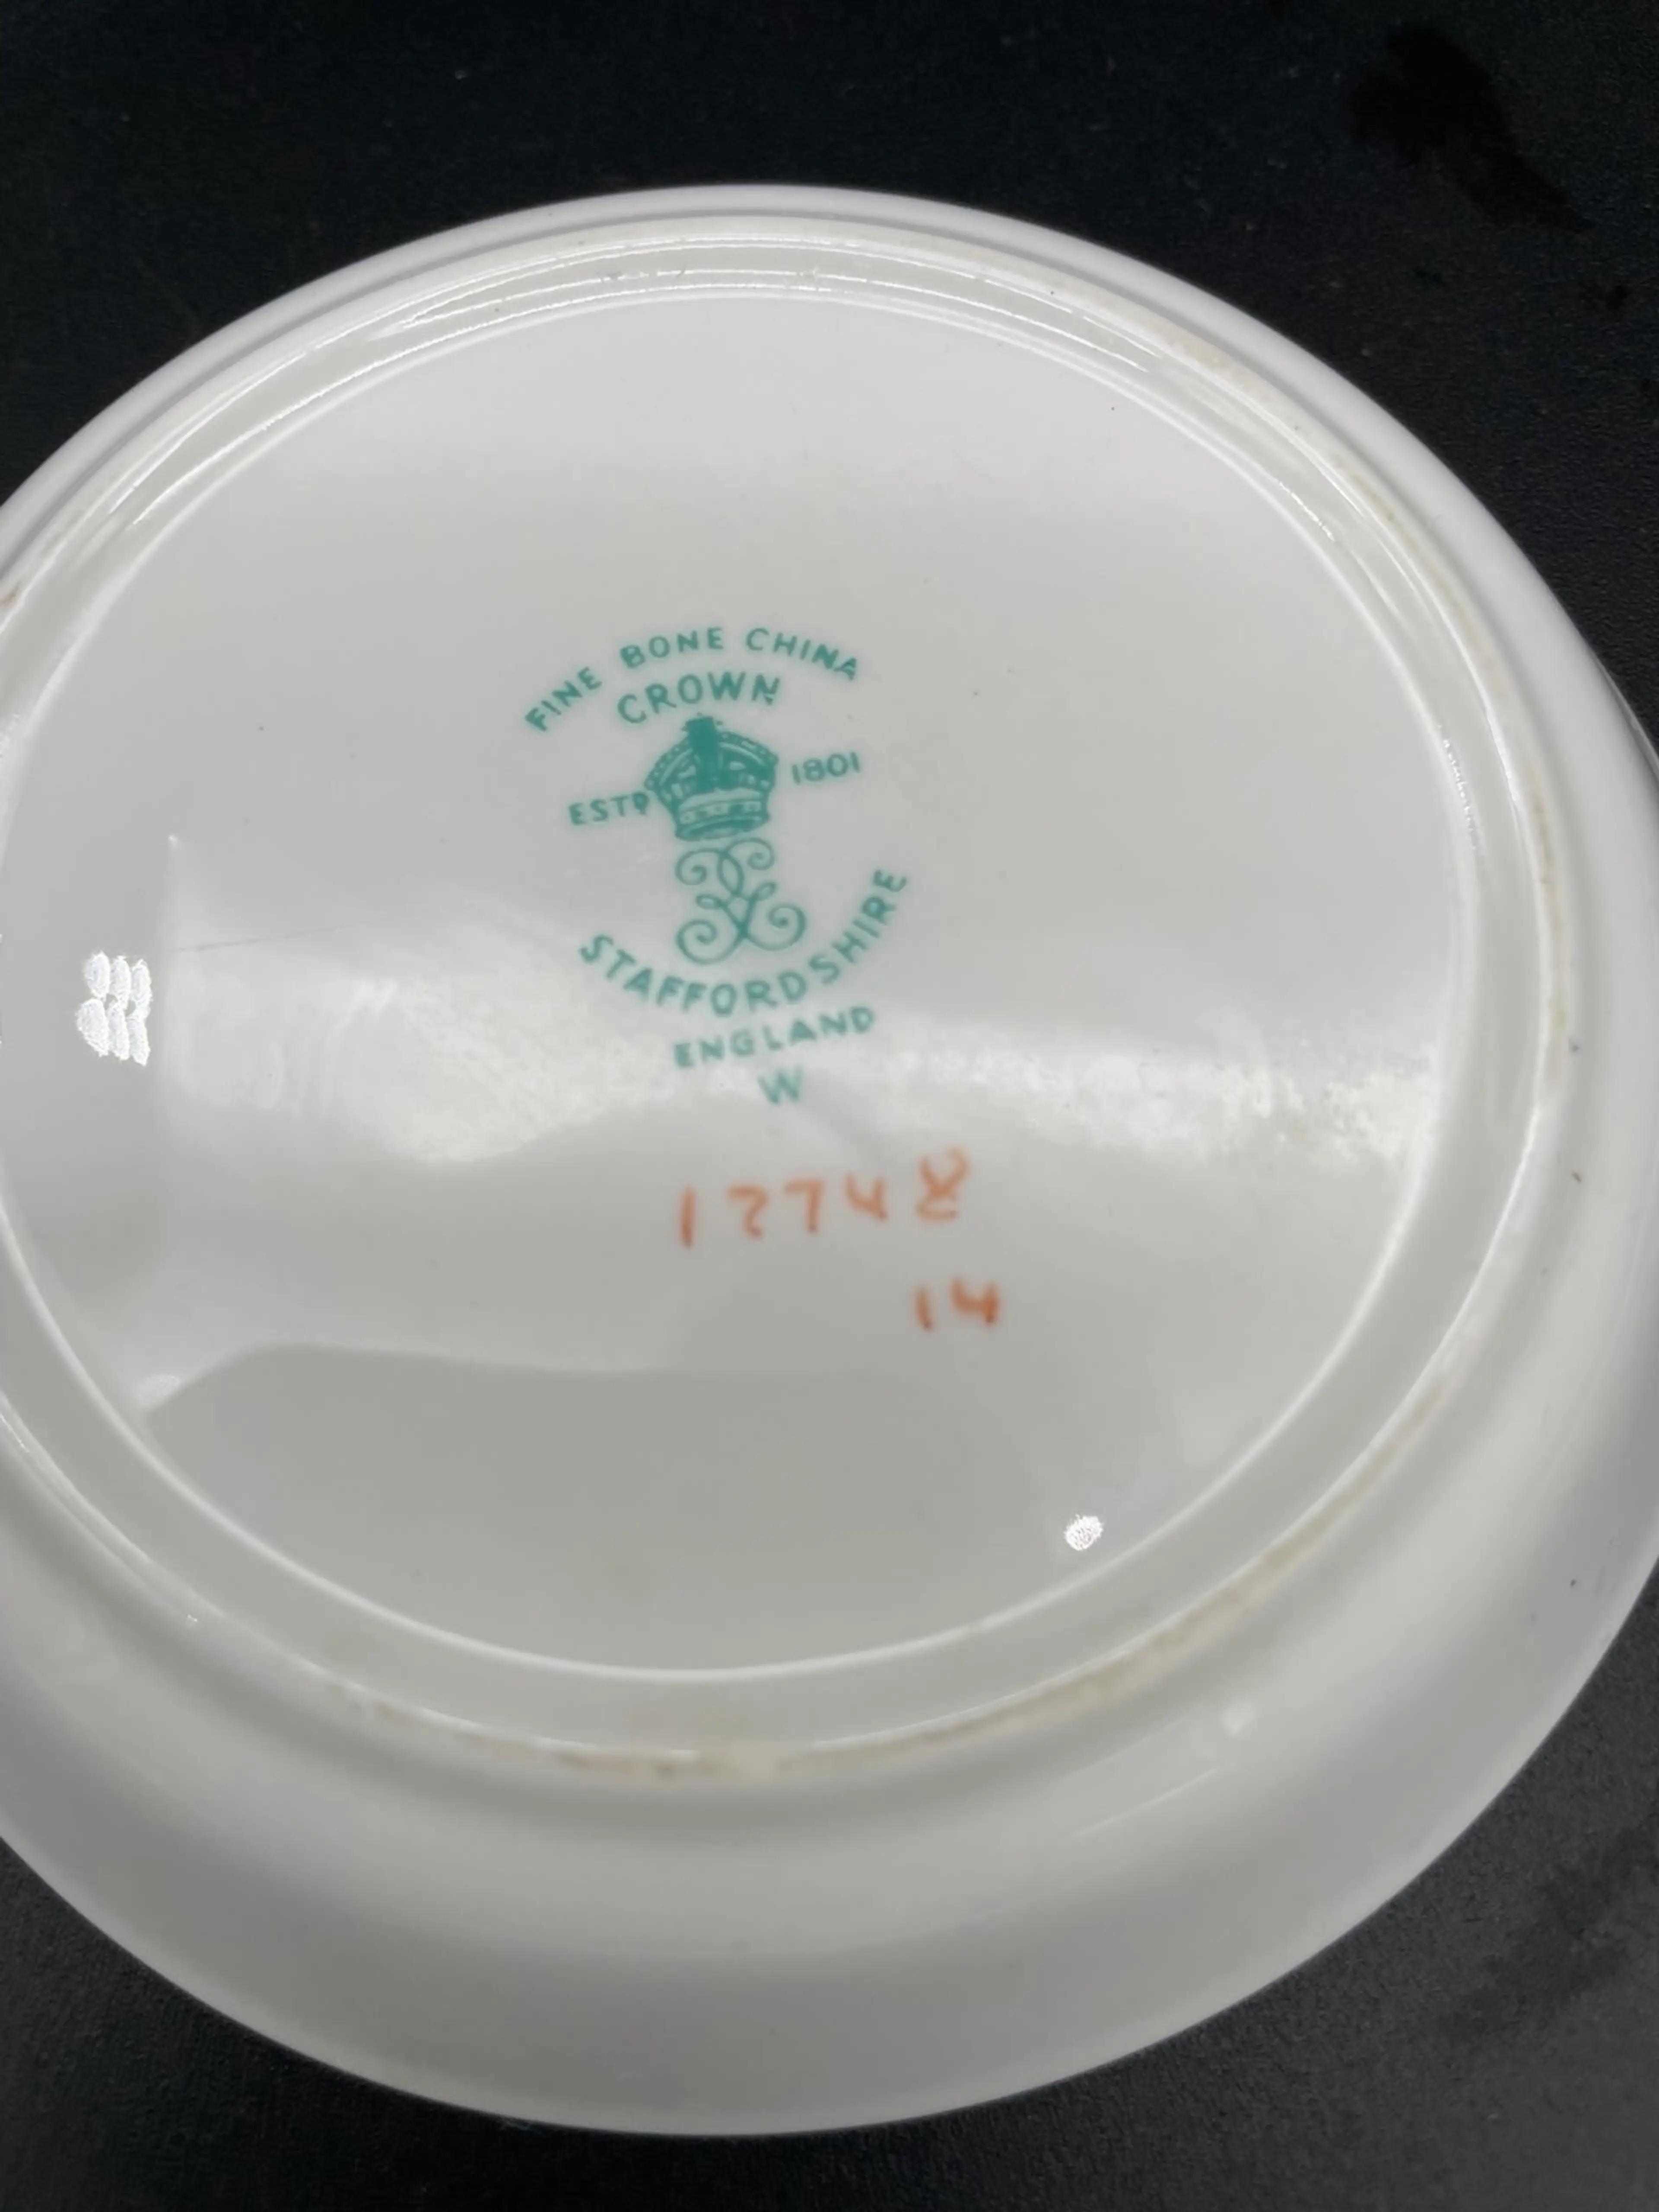 FINE BONE CHINA
CROWN
ESTD 1801
STAFFORDSHIRE
ENGLAND
W
12748
14